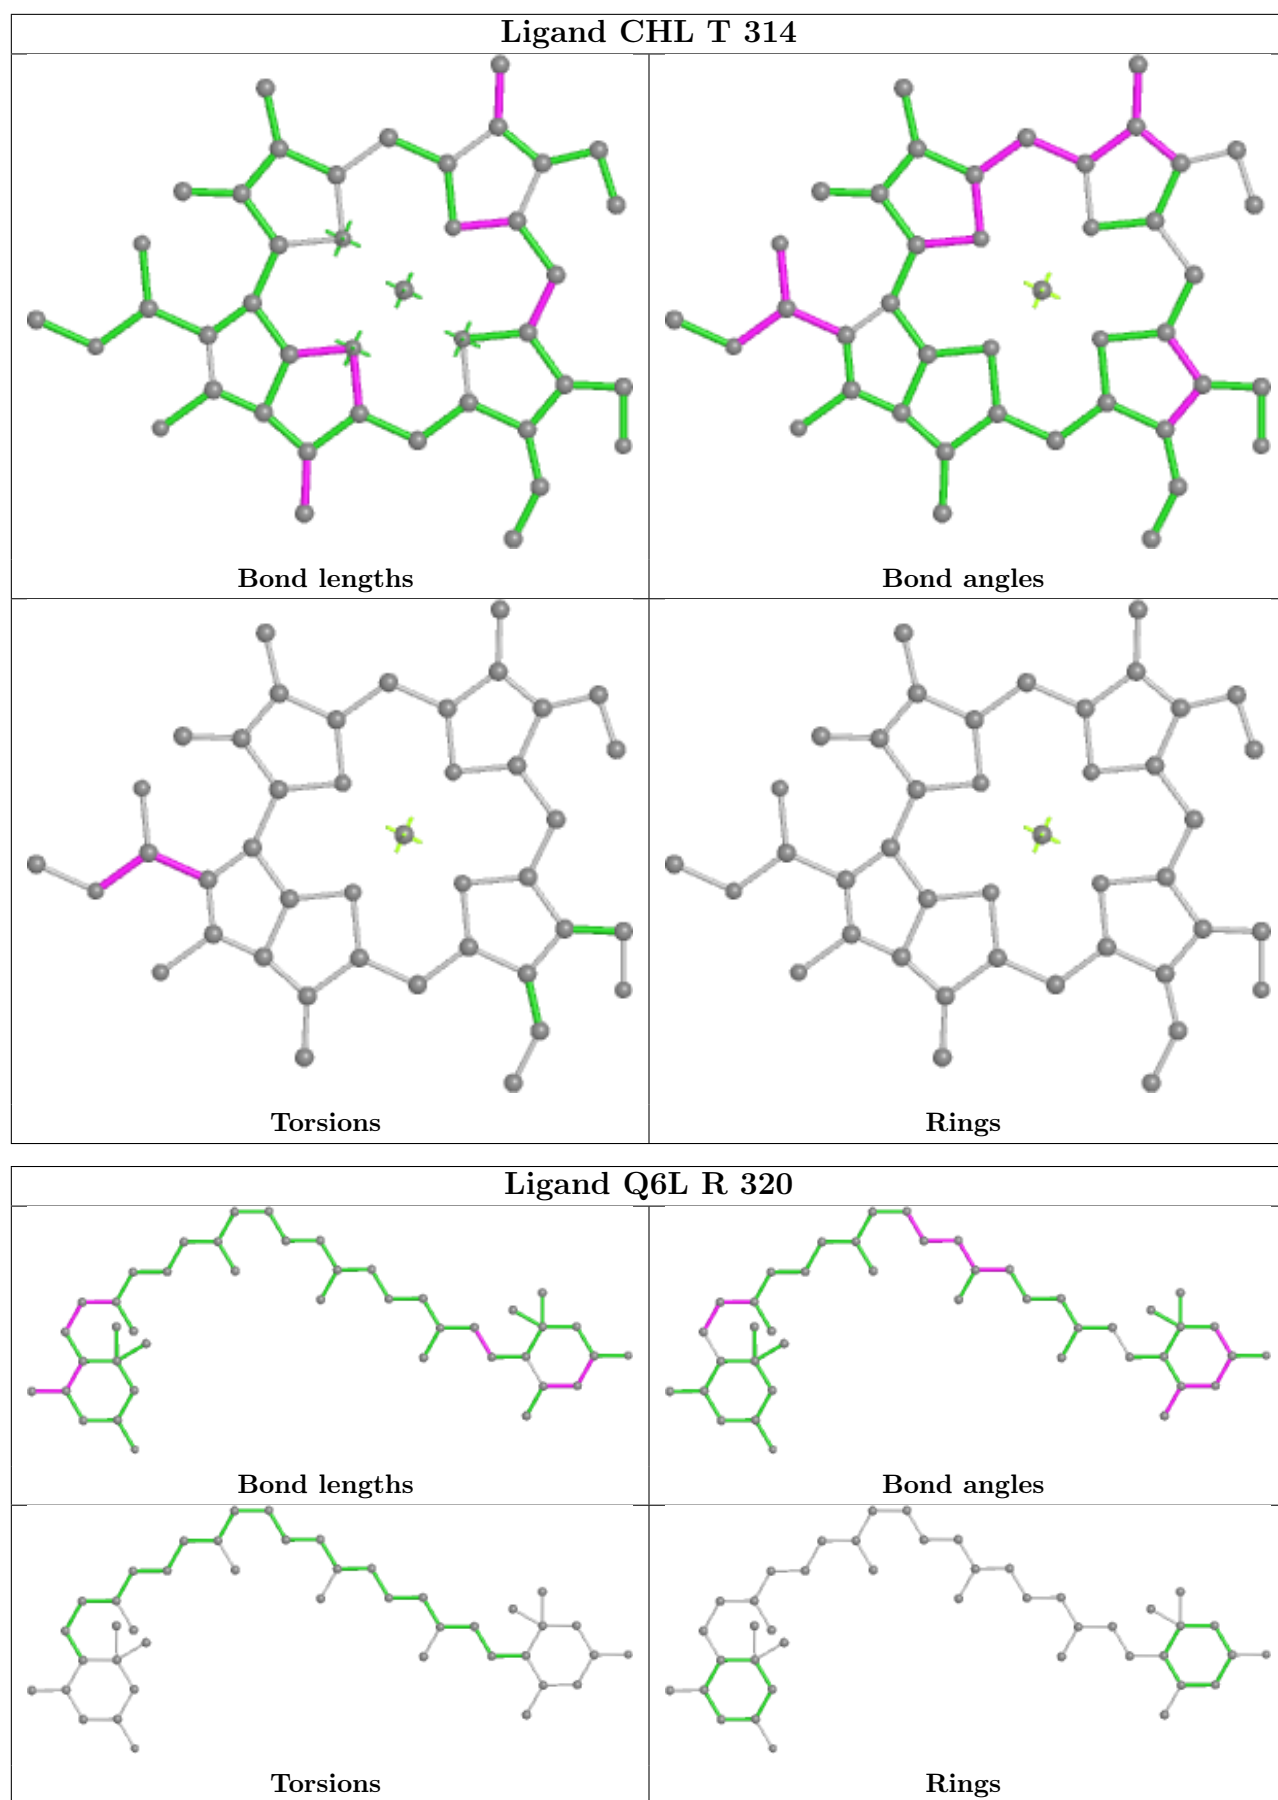 Ligand CHL T 314
Bond lengths
Bond angles
Torsions
Rings
Ligand Q6L R 320
Bond lengths
Bond angles
Torsions
Rings